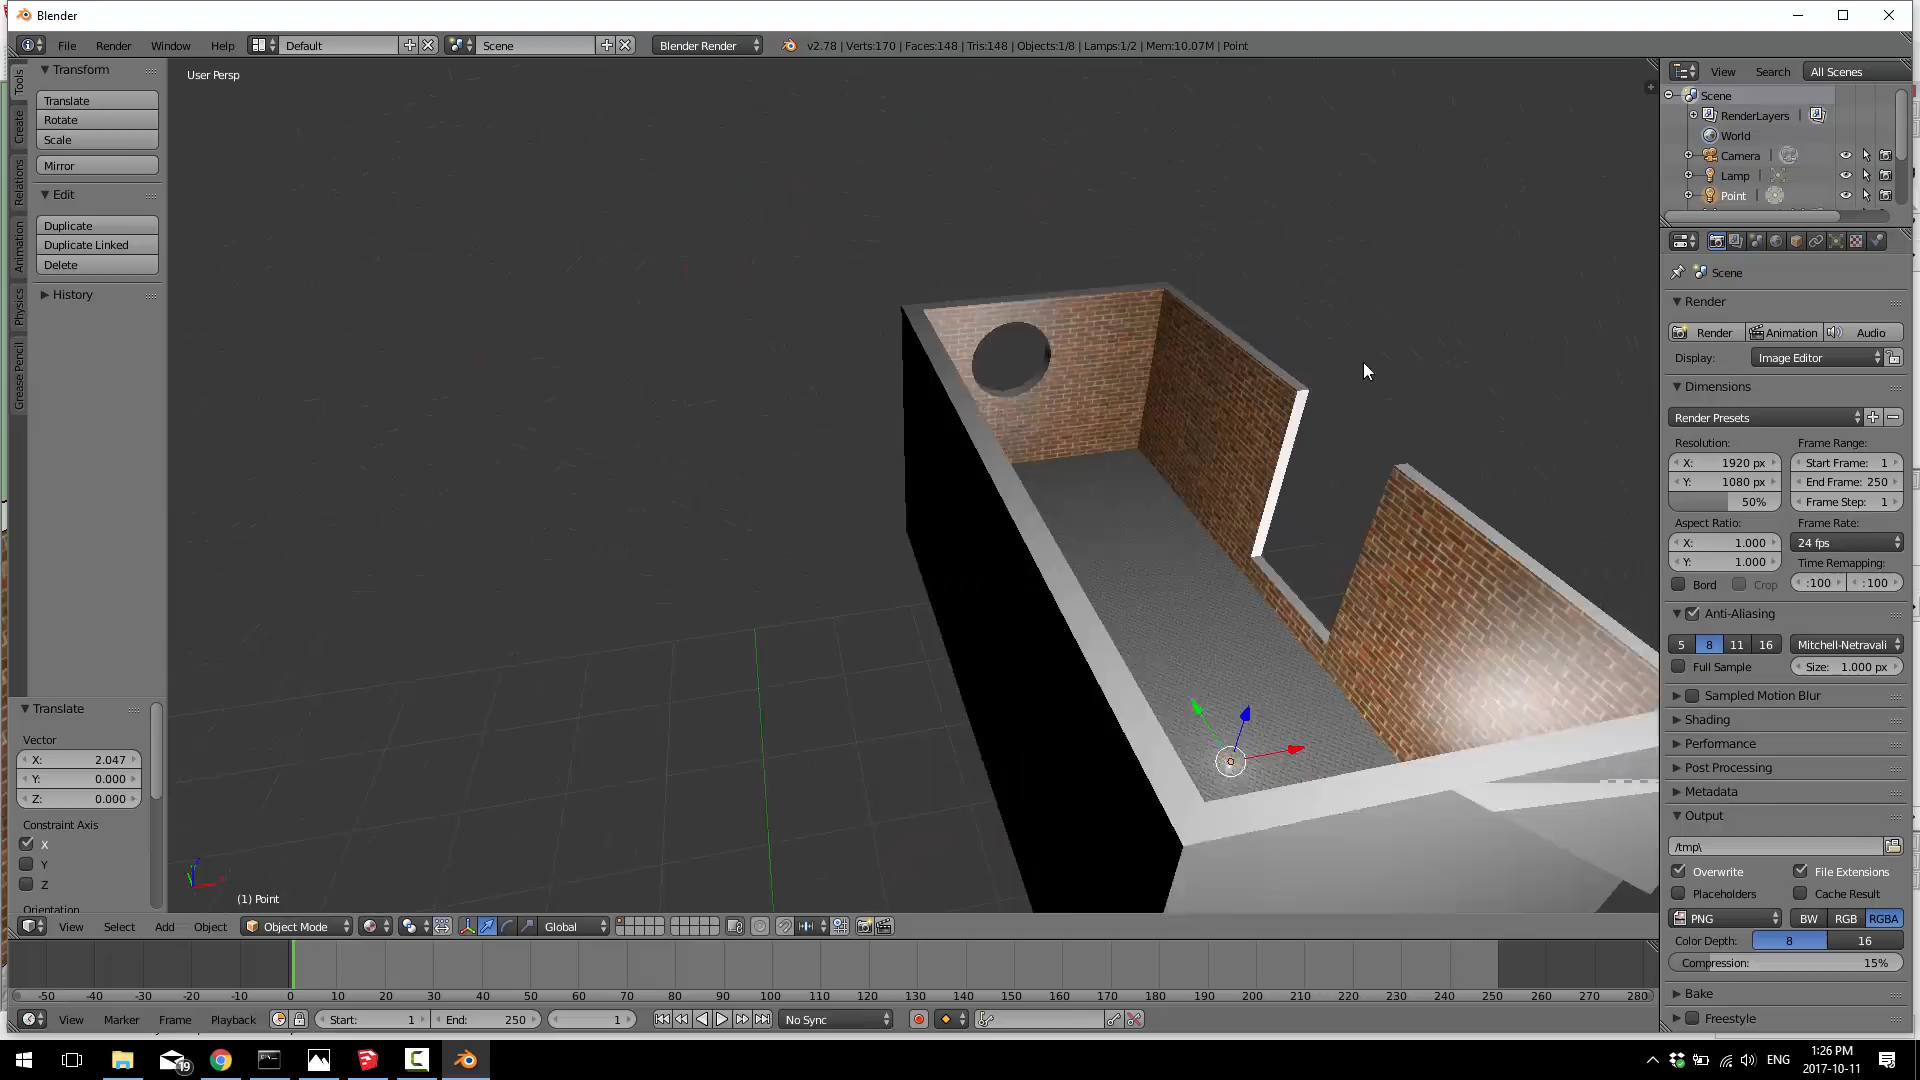 Blender
File Render Window Help Default Scene Blender Render v2.78 | Verts:170 | Faces:148 | Tris:148 | Objects:1/8 | Lamps:1/2 | Mem:10.07M | Point
Tools
Create
Relations
Animation
Physics
Grease Pencil
Transform
Translate
Rotate
Scale
Mirror
Edit
Duplicate
Duplicate Linked
Delete
History
Translate
Vector
X: 2.047
Y: 0.000
Z: 0.000
Constraint Axis
X
Y
Z
Orientation
User Persp
(1) Point
View Select Add Object Object Mode Global
-50 -40 -30 -20 -10 0 10 20 30 40 50 60 70 80 90 100 110 120 130 140 150 160 170 180 190 200 210 220 230 240 250 260 270 280
View Marker Frame Playback Start: 1 End: 250 1 No Sync
View Search All Scenes
Scene
RenderLayers
World
Camera
Lamp
Point
Scene
Render
Render Animation Audio
Display: Image Editor
Dimensions
Render Presets
Resolution: Frame Range:
X: 1920 px Start Frame: 1
Y: 1080 px End Frame: 250
50% Frame Step: 1
Aspect Ratio: Frame Rate:
X: 1.000 24 fps
Y: 1.000 Time Remapping:
Bord Crop :100 :100
Anti-Aliasing
5 8 11 16 Mitchell-Netravali
Full Sample Size: 1.000 px
Sampled Motion Blur
Shading
Performance
Post Processing
Metadata
Output
/tmp\
Overwrite File Extensions
Placeholders Cache Result
PNG BW RGB RGBA
Color Depth: 8 16
Compression: 15%
Bake
Freestyle
19
ENG
1:26 PM
2017-10-11